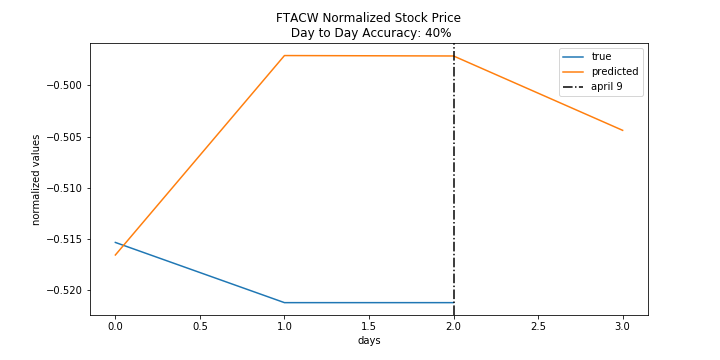 FTACW Normalized Stock Price
Day to Day Accuracy: 40%
true
predicted
april 9
−0.500
−0.505
−0.510
−0.515
−0.520
normalized values
0.0 0.5 1.0 1.5 2.0 2.5 3.0
days